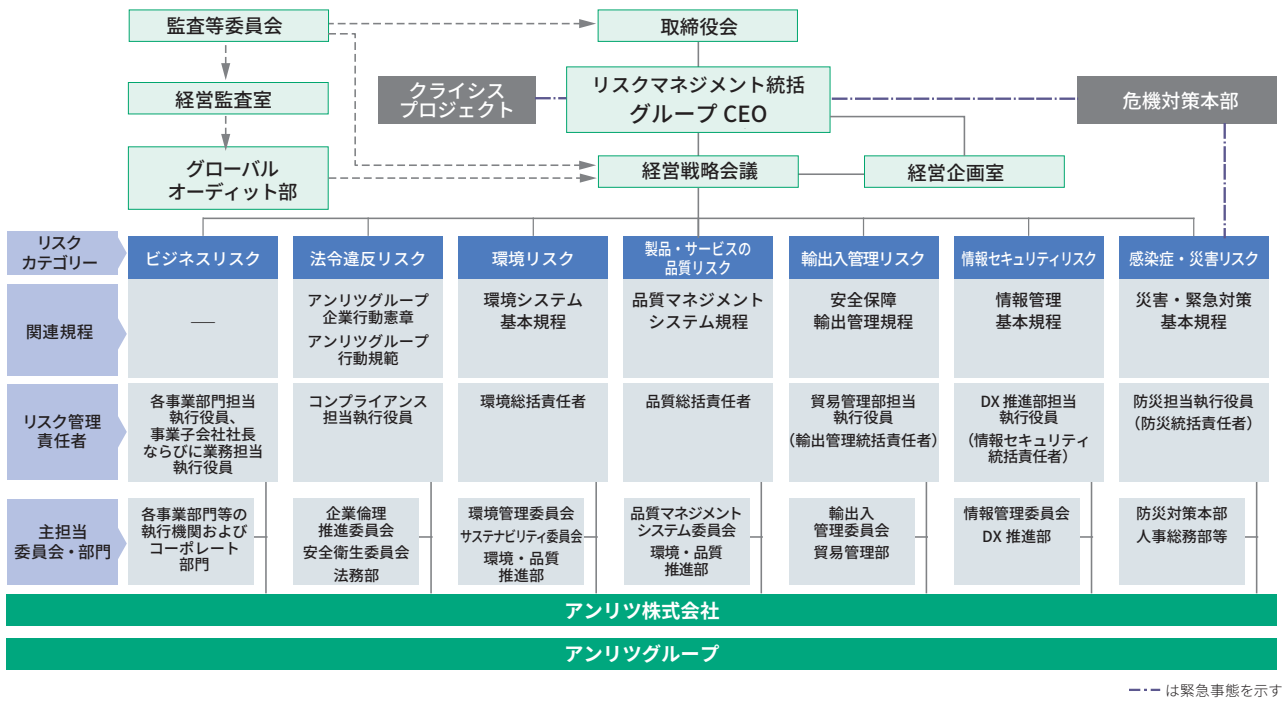 監査等委員会
取締役会
経営監査室
グローバル
オーディット部
クライシス
プロジェクト
リスクマネジメント統括
グループ CEO
危機対策本部
経営戦略会議
経営企画室
リスク
カテゴリー
ビジネスリスク
法令違反リスク
環境リスク
製品・サービスの
品質リスク
輸出入管理リスク
情報セキュリティリスク
感染症・災害リスク
関連規程
──
アンリツグループ
企業行動憲章
アンリツグループ
行動規範
環境システム
基本規程
品質マネジメント
システム規程
安全保障
輸出管理規程
情報管理
基本規程
災害・緊急対策
基本規程
リスク管理
責任者
各事業部門担当
執行役員、
事業子会社社長
ならびに業務担当
執行役員
コンプライアンス
担当執行役員
環境総括責任者
品質総括責任者
貿易管理部担当
執行役員
（輸出管理統括責任者）
DX 推進部担当
執行役員
（情報セキュリティ
統括責任者）
防災担当執行役員
（防災統括責任者）
主担当
委員会・部門
各事業部門等の
執行機関および
コーポレート
部門
企業倫理
推進委員会
安全衛生委員会
法務部
環境管理委員会
サステナビリティ委員会
環境・品質
推進部
品質マネジメント
システム委員会
環境・品質
推進部
輸出入
管理委員会
貿易管理部
情報管理委員会
DX 推進部
防災対策本部
人事総務部等
アンリツ株式会社
アンリツグループ
は緊急事態を示す